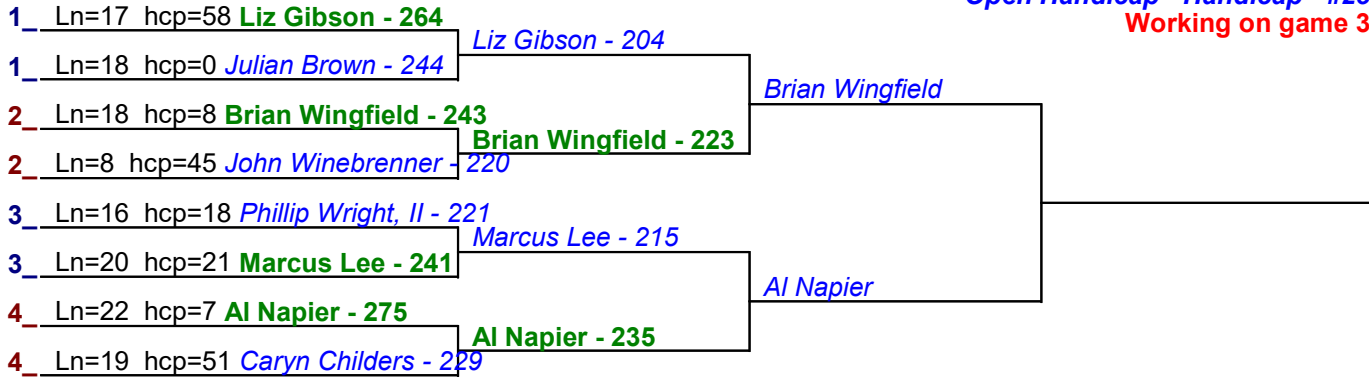 Open Handicap - Handicap -
Working on game 3
1_ Ln=17 hcp=58 Liz Gibson - 264
Liz Gibson - 204
1_ Ln=18 hcp=0 Julian Brown - 244
Brian Wingfield
2_ Ln=18 hcp=8 Brian Wingfield - 243
Brian Wingfield - 223
2_ Ln=8 hcp=45 John Winebrenner - 220
3_ Ln=16 hcp=18 Phillip Wright, II - 221
Marcus Lee - 215
3_ Ln=20 hcp=21 Marcus Lee - 241
Al Napier
4_ Ln=22 hcp=7 Al Napier - 275
Al Napier - 235
4_ Ln=19 hcp=51 Caryn Childers - 229